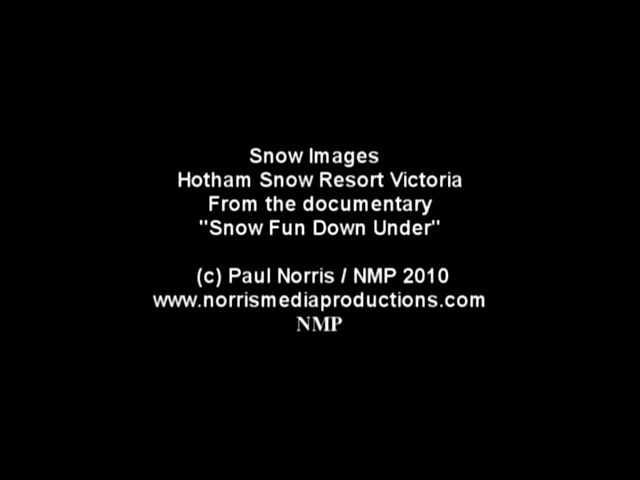 Snow Images
Hotham Snow Resort Victoria
From the documentary
"Snow Fun Down Under"
(c) Paul Norris / NMP 2010
www.norrismediaproductions.com
NMP